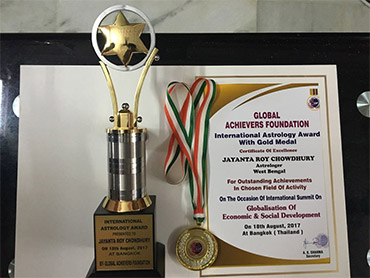 INTERNATIONAL
ASTROLOGY AWARD
PRESENTED TO
JAYANTA ROY CHOWDHURY
ON 18th AUGUST, 2017
AT BANGKOK
BY: GLOBAL ACHIEVERS FOUNDATION
GLOBAL
ACHIEVERS FOUNDATION
International Astrology Award
With Gold Medal
Certificate Of Excellence
JAYANTA ROY CHOWDHURY
Astrologer
West Bengal
For Outstanding Achievements
In Chosen Field Of Activity
On The Occasion Of International Summit On
Globalisation Of
Economic & Social Development
On 18th August, 2017
At Bangkok ( Thailand )
SECRETARY